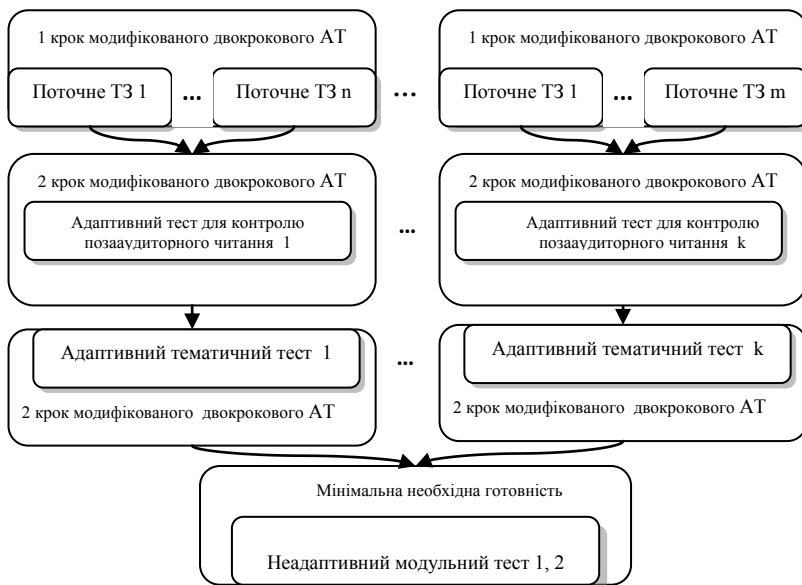 1 крок модифікованого двокрокового АТ
1 крок модифікованого двокрокового АТ
Поточне ТЗ 1 ... Поточне ТЗ n ... Поточне ТЗ 1 ... Поточне ТЗ m
2 крок модифікованого двокрокового АТ
2 крок модифікованого двокрокового АТ
Адаптивний тест для контролю
позааудиторного читання 1
...
Адаптивний тест для контролю
позааудиторного читання k
Адаптивний тематичний тест 1
...
Адаптивний тематичний тест k
2 крок модифікованого двокрокового АТ
2 крок модифікованого двокрокового АТ
Мінімальна необхідна готовність
Неадаптивний модульний тест 1, 2